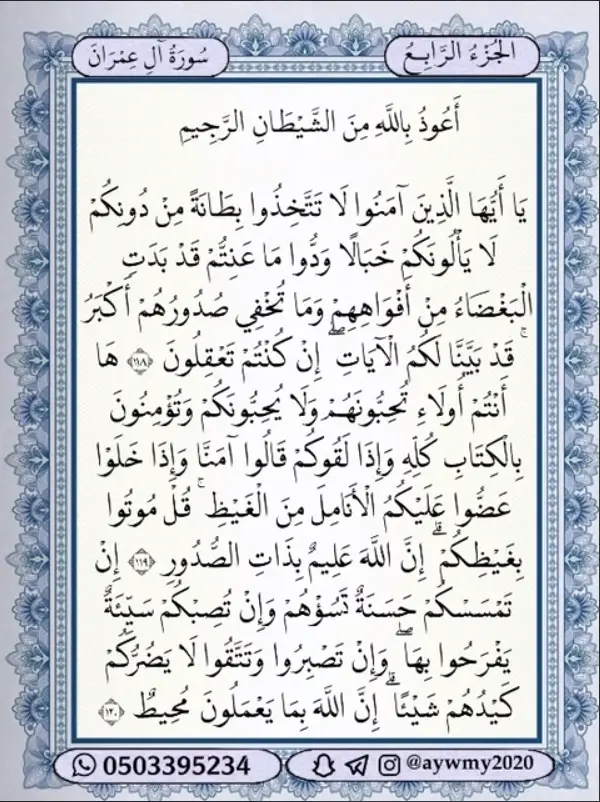 الجُزْءُ الرَّابِعُ
سُورَةُ آلِ عِمْرَانَ
أَعُوذُ بِاللَّهِ مِنَ الشَّيْطَانِ الرَّجِيمِ
يَا أَيُّهَا الَّذِينَ آمَنُوا لَا تَتَّخِذُوا بِطَانَةً مِنْ دُونِكُمْ
لَا يَأْلُونَكُمْ خَبَالًا وَدُّوا مَا عَنِتُّمْ قَدْ بَدَتِ
الْبَغْضَاءُ مِنْ أَفْوَاهِهِمْ وَمَا تُخْفِي صُدُورُهُمْ أَكْبَرُ
ۚ قَدْ بَيَّنَّا لَكُمُ الْآيَاتِ ۖ إِنْ كُنْتُمْ تَعْقِلُونَ ﴿١١٨﴾ هَا
أَنْتُمْ أُولَاءِ تُحِبُّونَهُمْ وَلَا يُحِبُّونَكُمْ وَتُؤْمِنُونَ
بِالْكِتَابِ كُلِّهِ وَإِذَا لَقُوكُمْ قَالُوا آمَنَّا وَإِذَا خَلَوْا
عَضُّوا عَلَيْكُمُ الْأَنَامِلَ مِنَ الْغَيْظِ ۚ قُلْ مُوتُوا
بِغَيْظِكُمْ ۗ إِنَّ اللَّهَ عَلِيمٌ بِذَاتِ الصُّدُورِ ﴿١١٩﴾ إِنْ
تَمْسَسْكُمْ حَسَنَةٌ تَسُؤْهُمْ وَإِنْ تُصِبْكُمْ سَيِّئَةٌ
يَفْرَحُوا بِهَا ۖ وَإِنْ تَصْبِرُوا وَتَتَّقُوا لَا يَضُرُّكُمْ
كَيْدُهُمْ شَيْئًا ۗ إِنَّ اللَّهَ بِمَا يَعْمَلُونَ مُحِيطٌ ﴿١٢٠﴾
0503395234
@aywmy2020